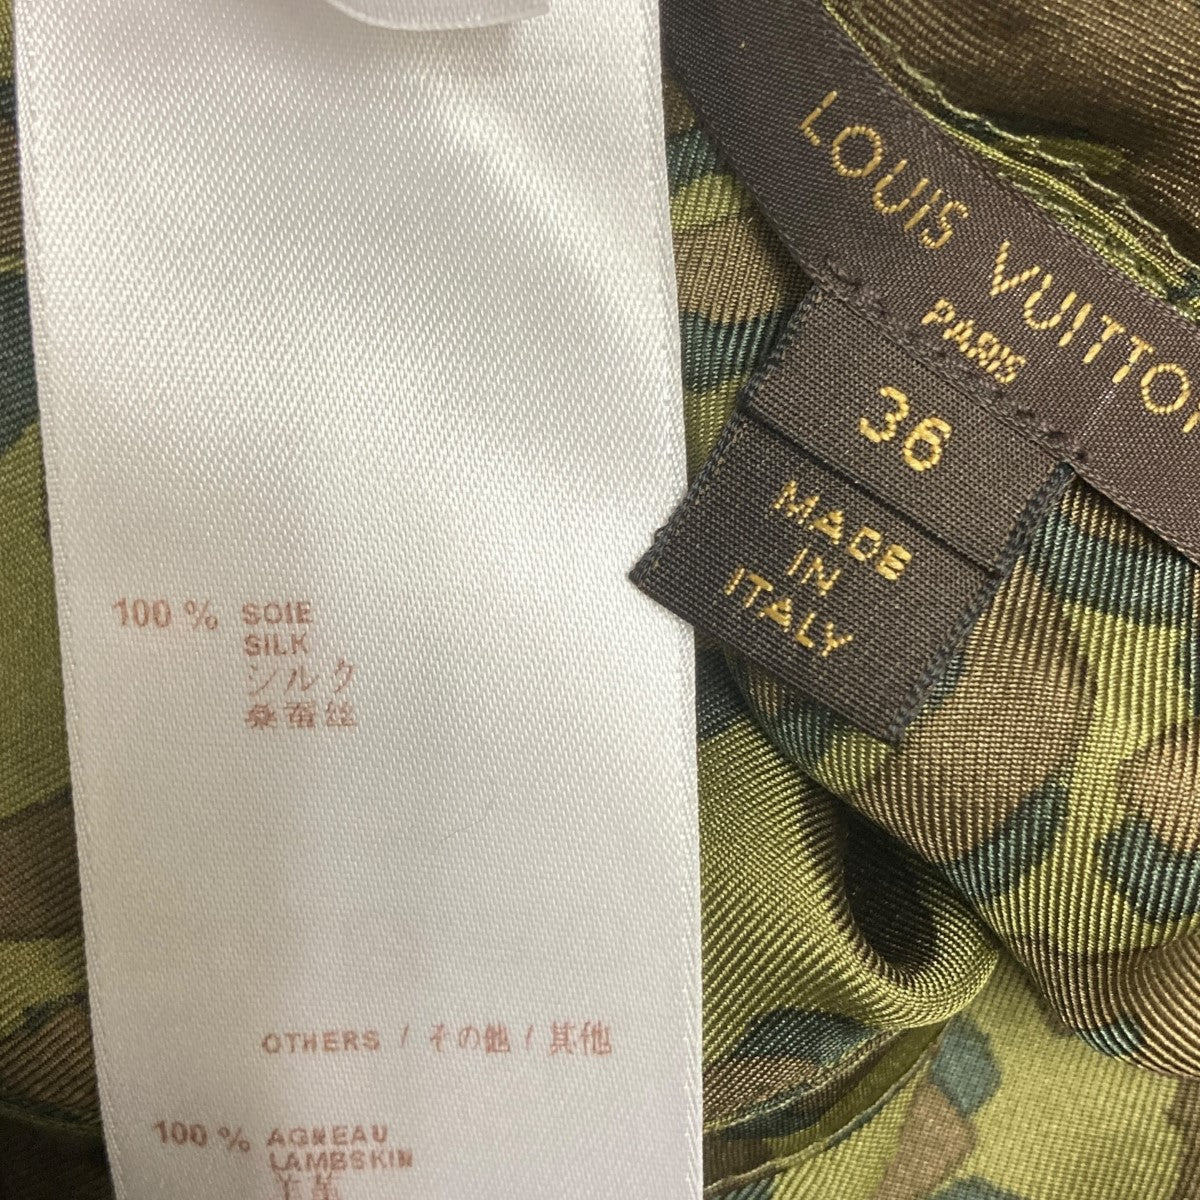 100 % SOIE
SILK
シルク
桑蚕丝
OTHERS / その他 / 其他
100 % AGNEAU
LAMBSKIN
LOUIS VUITTO
PARIS
36
MADE
IN
ITALY